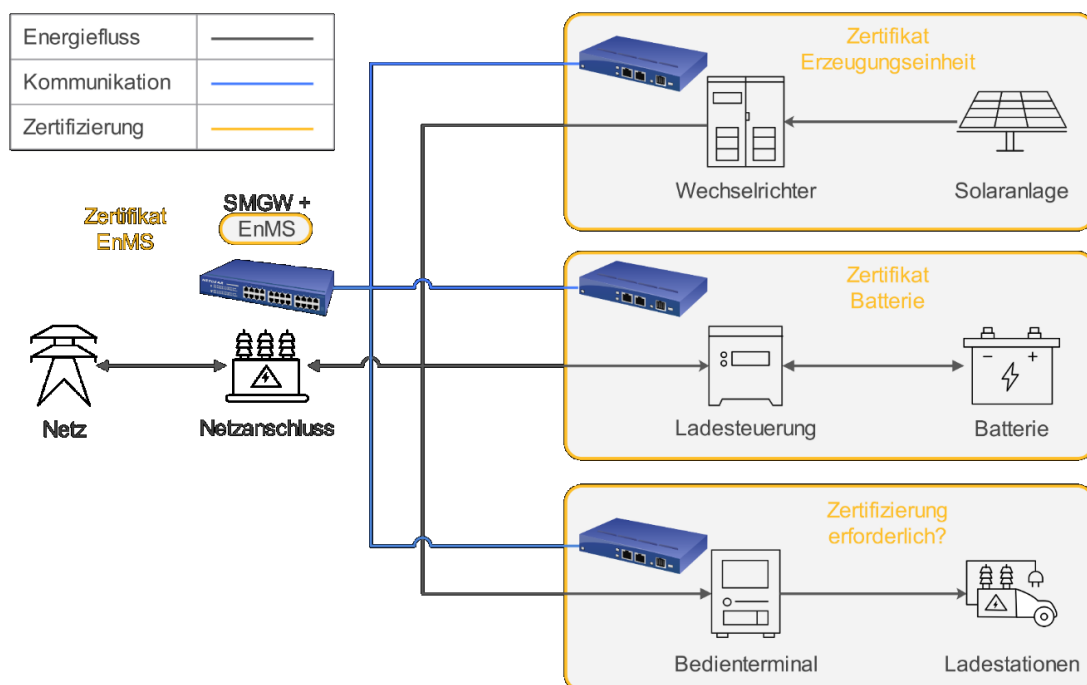 Energiefluss
Kommunikation
Zertifizierung
Zertifikat
EnMS
SMGW +
EnMS
Netz
Netzanschluss
Zertifikat
Erzeugungseinheit
Wechselrichter
Solaranlage
Zertifikat
Batterie
Ladesteuerung
Batterie
Zertifizierung
erforderlich?
Bedienterminal
Ladestationen